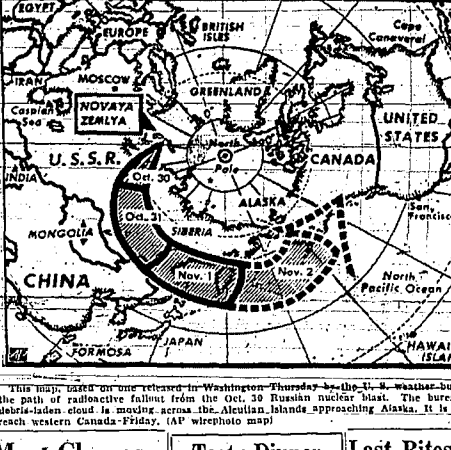 EGYPT
EUROPE
BRITISH
ISLES
Cape
Canaveral
IRAN
MOSCOW
GREENLAND
Caspian
Sea
NOVAYA
ZEMLYA
UNITED
STATES
North
Pole
U.S.S.R.
CANADA
INDIA
Oct. 30
ALASKA
Oct. 31
San
Francisco
MONGOLIA
SIBERIA
Nov. 1
Nov. 2
CHINA
North
Pacific Ocean
JAPAN
FORMOSA
HAWAII
This map, based on one released in Washington Thursday by the U. S. weather bu
the path of radioactive fallout from the Oct. 30 Russian nuclear blast. The bure
debris-laden cloud is moving across the Aleutian Islands approaching Alaska. It is
reach western Canada Friday. (AP wirephoto map)
Dinner
Last Rites